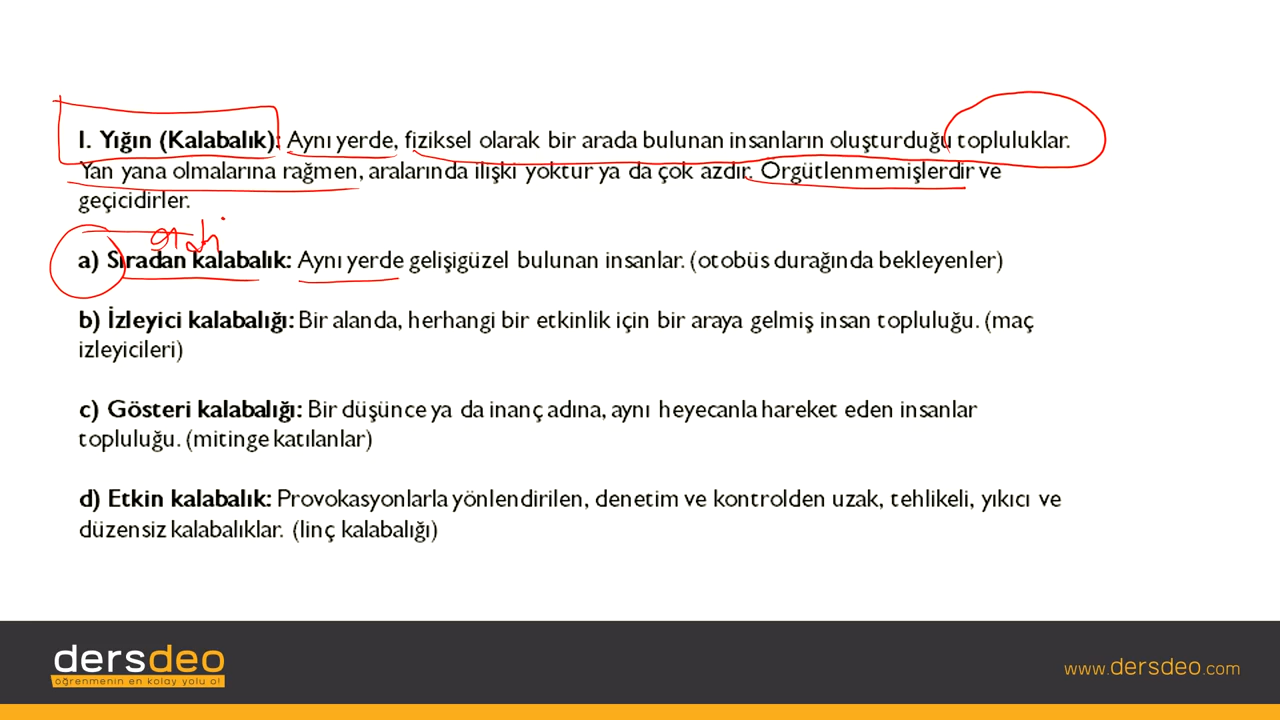 I. Yığın (Kalabalık): Aynı yerde, fiziksel olarak bir arada bulunan insanların oluşturduğu topluluklar.
Yan yana olmalarına rağmen, aralarında ilişki yoktur ya da çok azdır. Örgütlenmemişlerdir ve
geçicidirler.
a) Sıradan kalabalık: Aynı yerde gelişigüzel bulunan insanlar. (otobüs durağında bekleyenler)
b) İzleyici kalabalığı: Bir alanda, herhangi bir etkinlik için bir araya gelmiş insan topluluğu. (maç
izleyicileri)
c) Gösteri kalabalığı: Bir düşünce ya da inanç adına, aynı heyecanla hareket eden insanlar
topluluğu. (mitinge katılanlar)
d) Etkin kalabalık: Provokasyonlarla yönlendirilen, denetim ve kontrolden uzak, tehlikeli, yıkıcı ve
düzensiz kalabalıklar. (linç kalabalığı)
dersdeo
öğrenmenin en kolay yolu o!
www.dersdeo.com